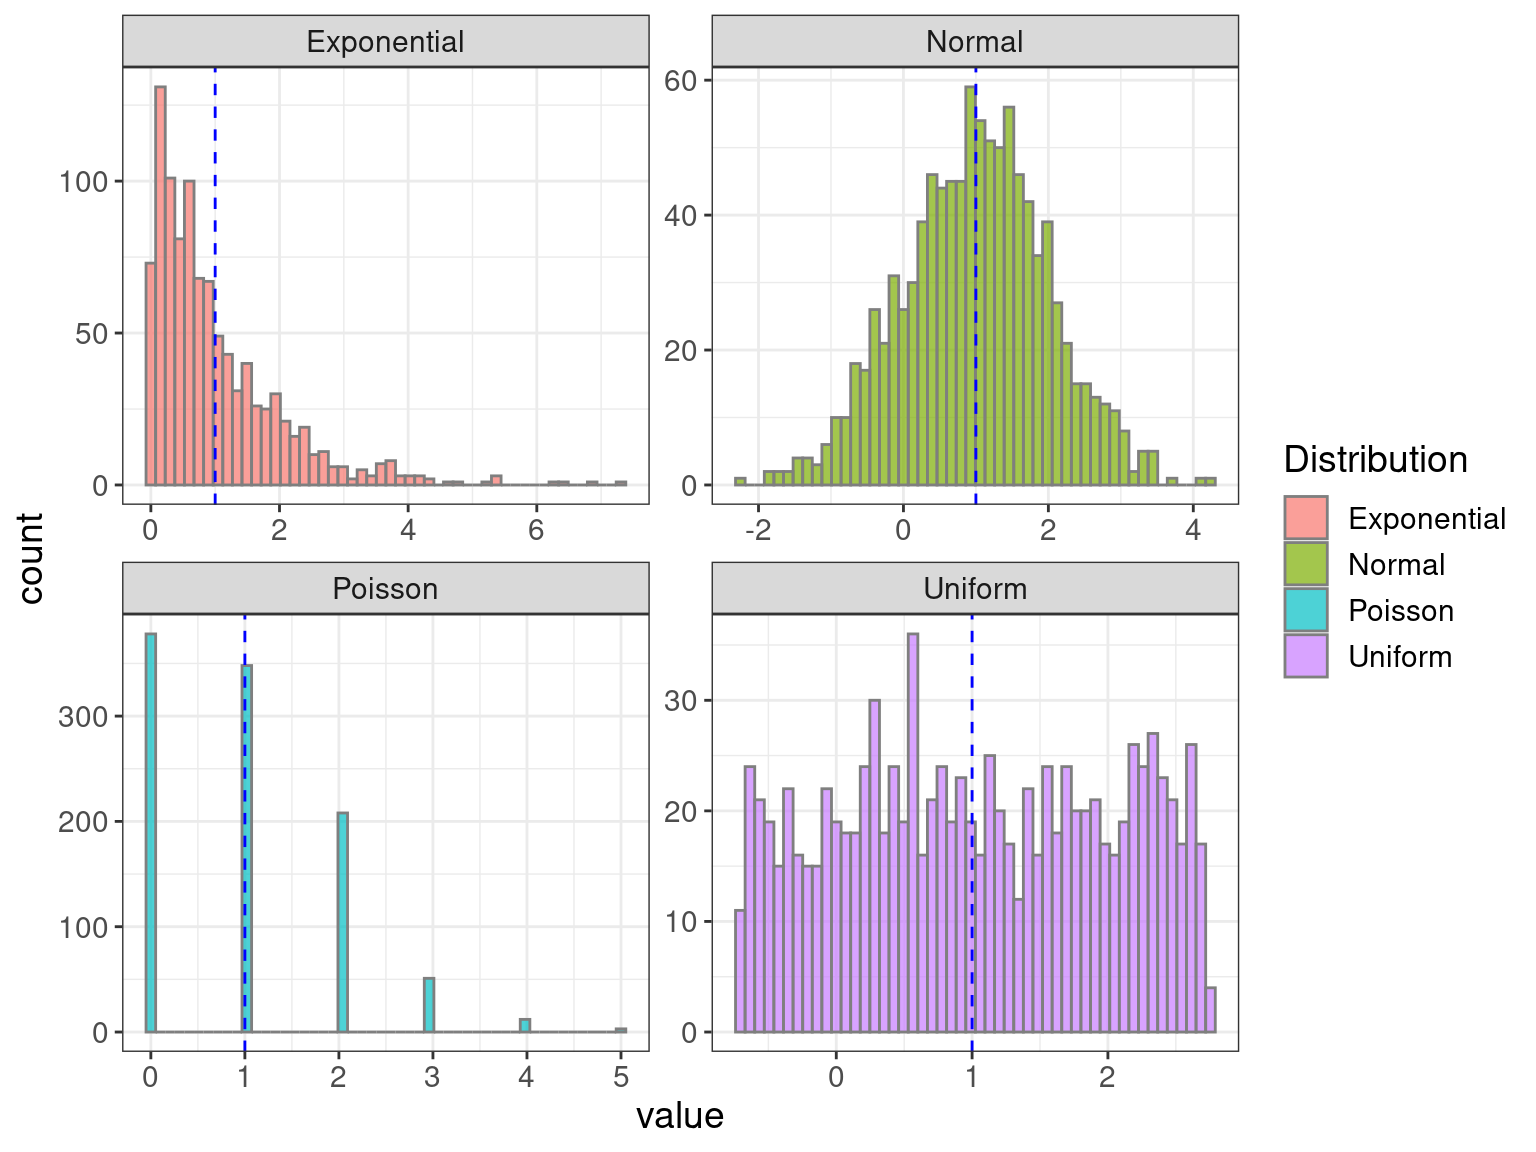 Exponential
Normal
100
50
0
0 2 4 6
60
40
20
0
-2 0 2 4
Poisson
Uniform
300
200
100
0
0 1 2 3 4 5
30
20
10
0
0 1 2
count
value
Distribution
Exponential
Normal
Poisson
Uniform